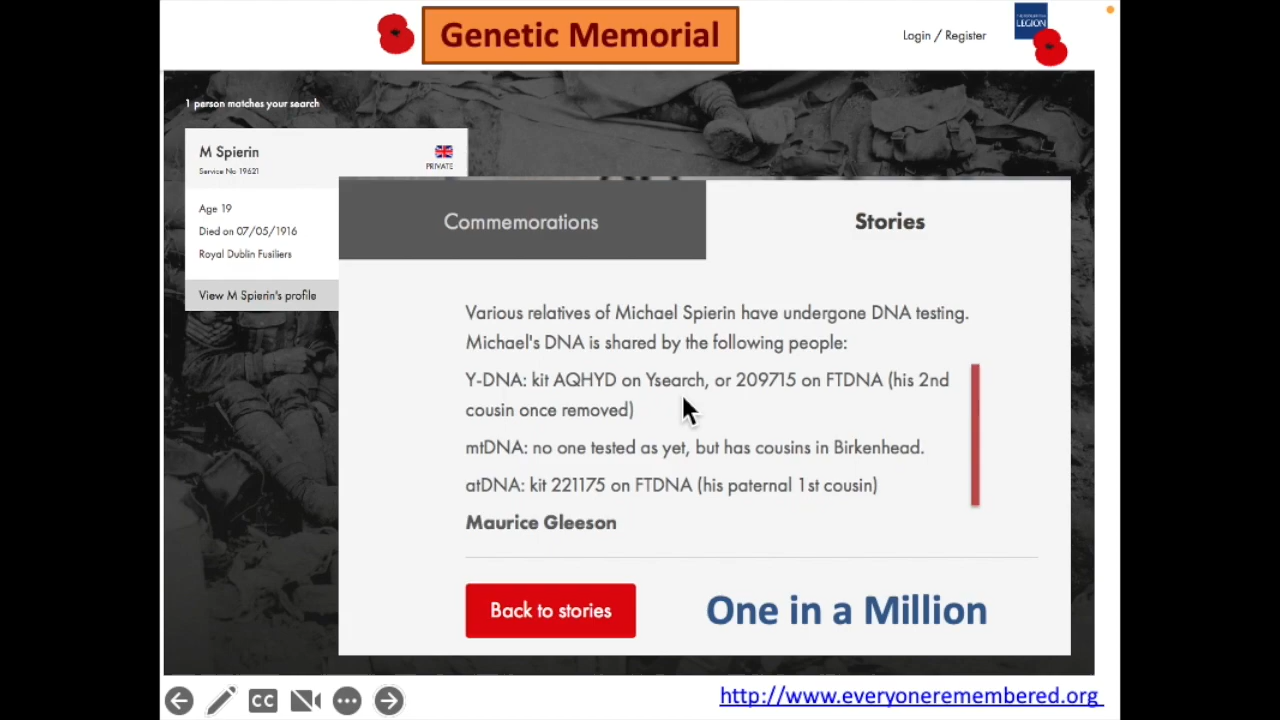 Genetic Memorial
Login / Register
LEGION
1 person matches your search
M Spierin
Service No 19621
PRIVATE
Age 19
Died on 07/05/1916
Royal Dublin Fusiliers
View M Spierin's profile
Commemorations
Stories
Various relatives of Michael Spierin have undergone DNA testing.
Michael's DNA is shared by the following people:
Y-DNA: kit AQHYD on Ysearch, or 209715 on FTDNA (his 2nd
cousin once removed)
mtDNA: no one tested as yet, but has cousins in Birkenhead.
atDNA: kit 221175 on FTDNA (his paternal 1st cousin)
Maurice Gleeson
Back to stories
One in a Million
CC
http://www.everyoneremembered.org